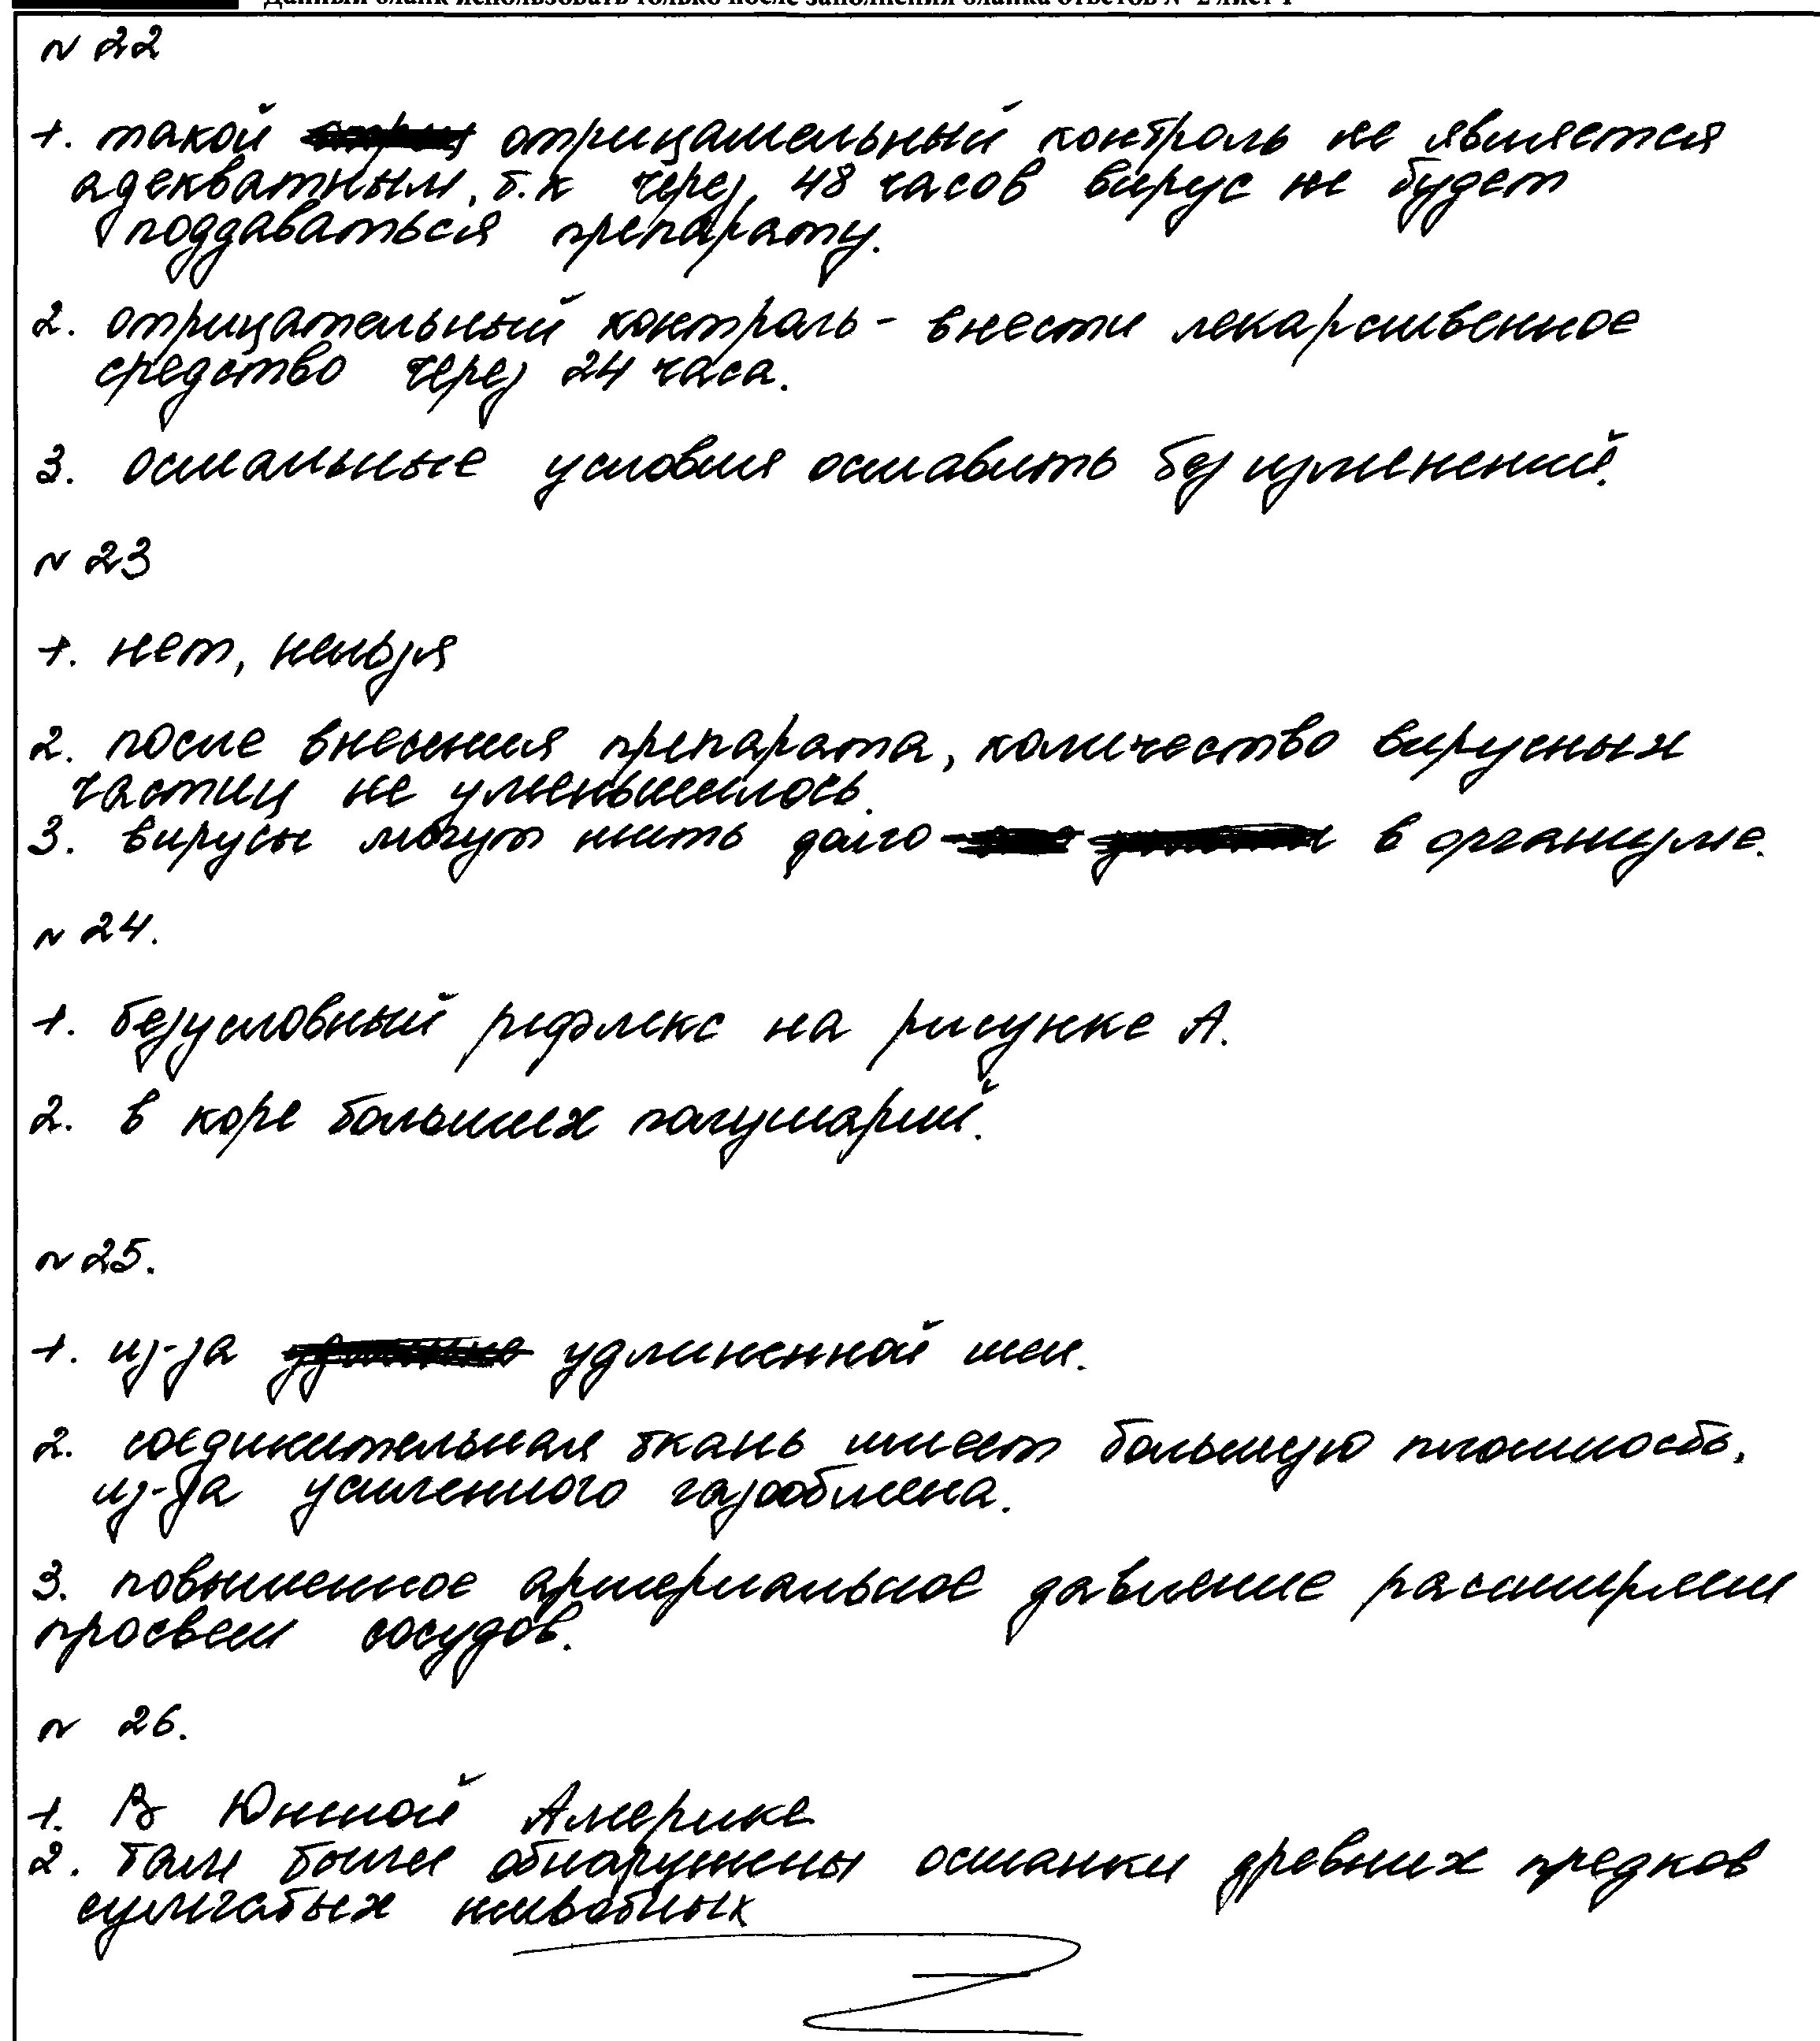 Данный бланк использовать только после заполнения бланка ответов № 2 лист 1
№ 22
1. такой отрицательный контроль не является
адекватным, т.к через 48 часов вирус не будет
поддаваться препарату.
2. отрицательный контроль - внести лекарственное
средство через 24 часа.
3. остальные условия оставить без изменений.
№ 23
1. нет, нельзя
2. после внесения препарата, количество вирусных
частиц не уменьшилось.
3. вирусы могут жить долго в организме.
№ 24.
1. безусловный рефлекс на рисунке А.
2. в коре больших полушарий.
№ 25.
1. из-за удлиненной шеи.
2. соединительная ткань имеет большую плотность,
из-за усиленного газообмена.
3. повышенное артериальное давление расширяет
просвет сосудов.
№ 26.
1. В Южной Америке
2. там были обнаружены останки древних предков
сумчатых животных